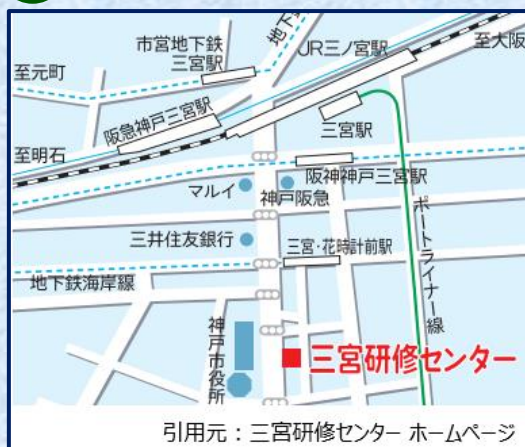 市営地下鉄
三宮駅
地下
JR三ノ宮駅
至大阪
至元町
阪急神戸三宮駅
三宮駅
至明石
阪神神戸三宮駅
マルイ
神戸阪急
ポートライナー線
三井住友銀行
三宮・花時計前駅
地下鉄海岸線
神戸市役所
三宮研修センター
引用元：三宮研修センター ホームページ